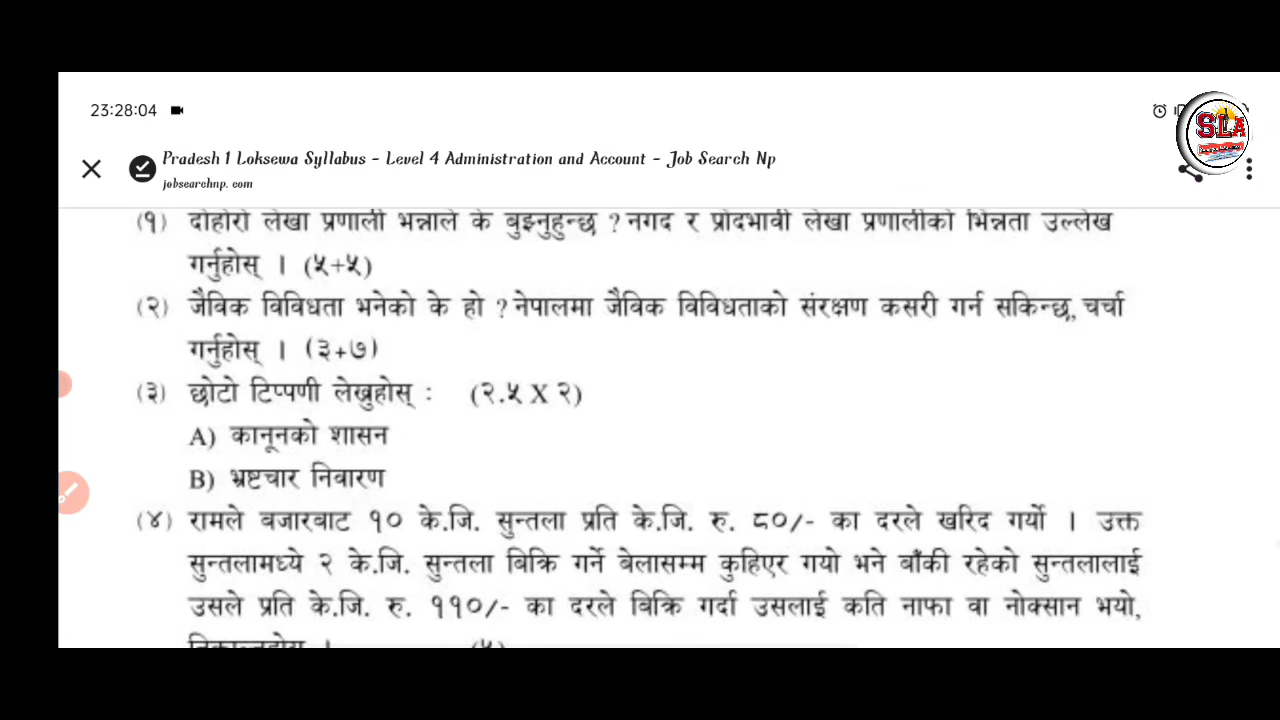 23:28:04
SLA
Pradesh 1 Loksewa Syllabus - Level 4 Administration and Account - Job Search Np
jobsearchnp. com
(१) दोहोरो लेखा प्रणाली भन्नाले के बुझ्नुहुन्छ ? नगद र प्रोदभावी लेखा प्रणालीको भिन्नता उल्लेख
गर्नुहोस् । (५+५)
(२) जैविक विविधता भनेको के हो ? नेपालमा जैविक विविधताको संरक्षण कसरी गर्न सकिन्छ, चर्चा
गर्नुहोस् । (३+७)
(३) छोटो टिप्पणी लेख्नुहोस् : (२.५ X २)
A) कानूनको शासन
B) भ्रष्टचार निवारण
(४) रामले बजारबाट १० के.जि. सुन्तला प्रति के.जि. रु. ८०/- का दरले खरिद गर्यो । उक्त
सुन्तलामध्ये २ के.जि. सुन्तला बिक्रि गर्ने बेलासम्म कुहिएर गयो भने बाँकी रहेको सुन्तलालाई
उसले प्रति के.जि. रु. ११०/- का दरले बिक्रि गर्दा उसलाई कति नाफा वा नोक्सान भयो,